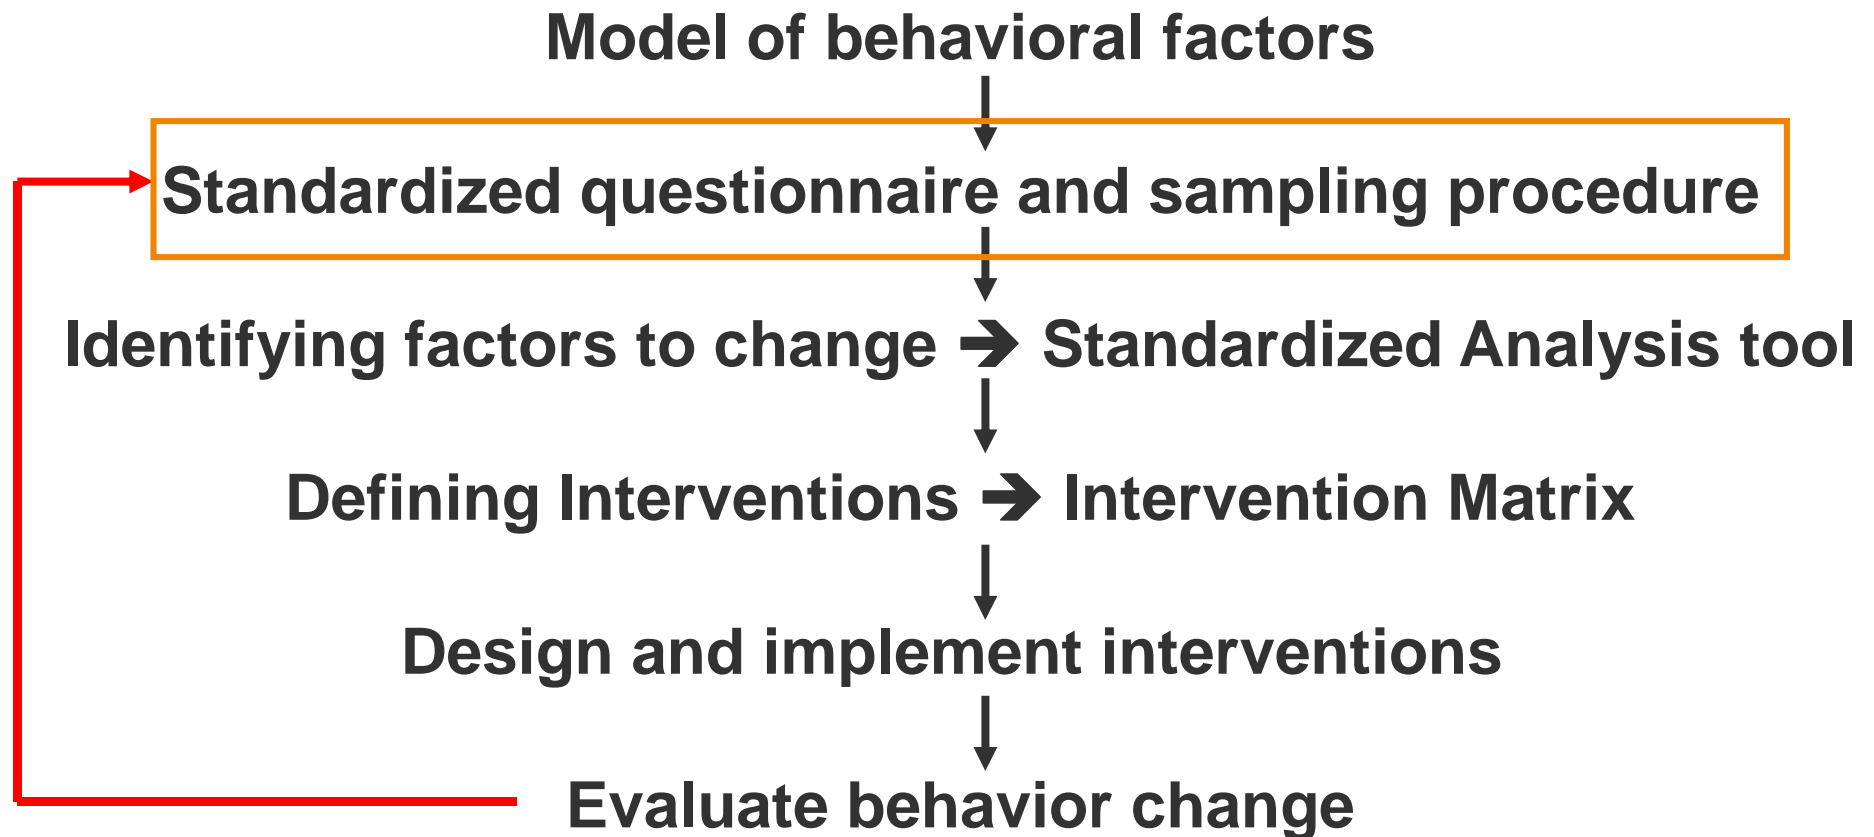 Model of behavioral factors
Standardized questionnaire and sampling procedure
Identifying factors to change ➔ Standardized Analysis tool
Defining Interventions ➔ Intervention Matrix
Design and implement interventions
Evaluate behavior change